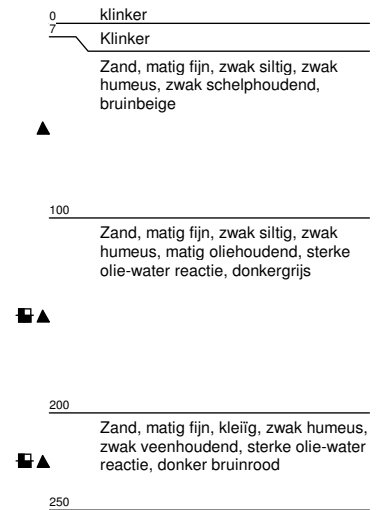 0 klinker
7 Klinker
Zand, matig fijn, zwak siltig, zwak
humeus, zwak schelphoudend,
bruinbeige
100
Zand, matig fijn, zwak siltig, zwak
humeus, matig oliehoudend, sterke
olie-water reactie, donkergrijs
200
Zand, matig fijn, kleiïg, zwak humeus,
zwak veenhoudend, sterke olie-water
reactie, donker bruinrood
250